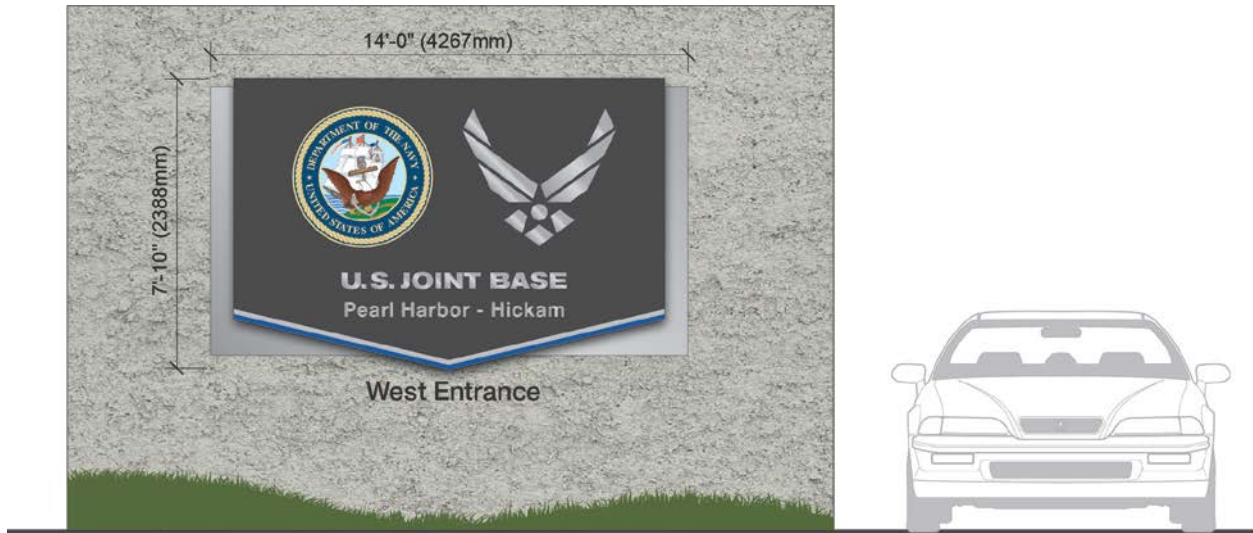 14'-0" (4267mm)
7'-10" (2388mm)
DEPARTMENT OF THE NAVY
UNITED STATES OF AMERICA
U.S. JOINT BASE
Pearl Harbor - Hickam
West Entrance